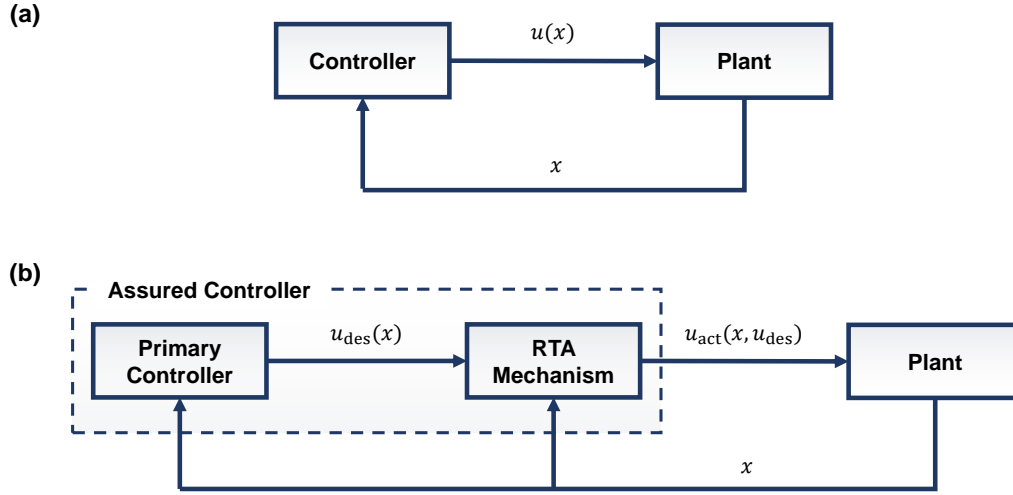 (a)
Controller
u(x)
Plant
x
(b)
Assured Controller
Primary
Controller
u_des(x)
RTA
Mechanism
u_act(x, u_des)
Plant
x